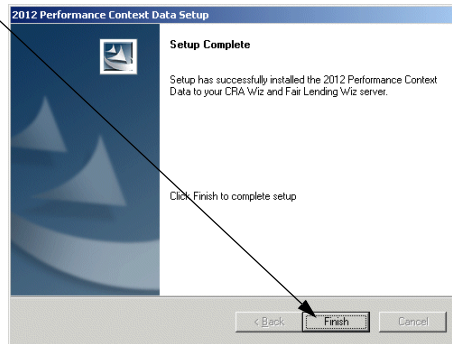 2012 Performance Context Data Setup
Setup Complete
Setup has successfully installed the 2012 Performance Context
Data to your CRA Wiz and Fair Lending Wiz server.
Click Finish to complete setup
< Back
Finish
Cancel